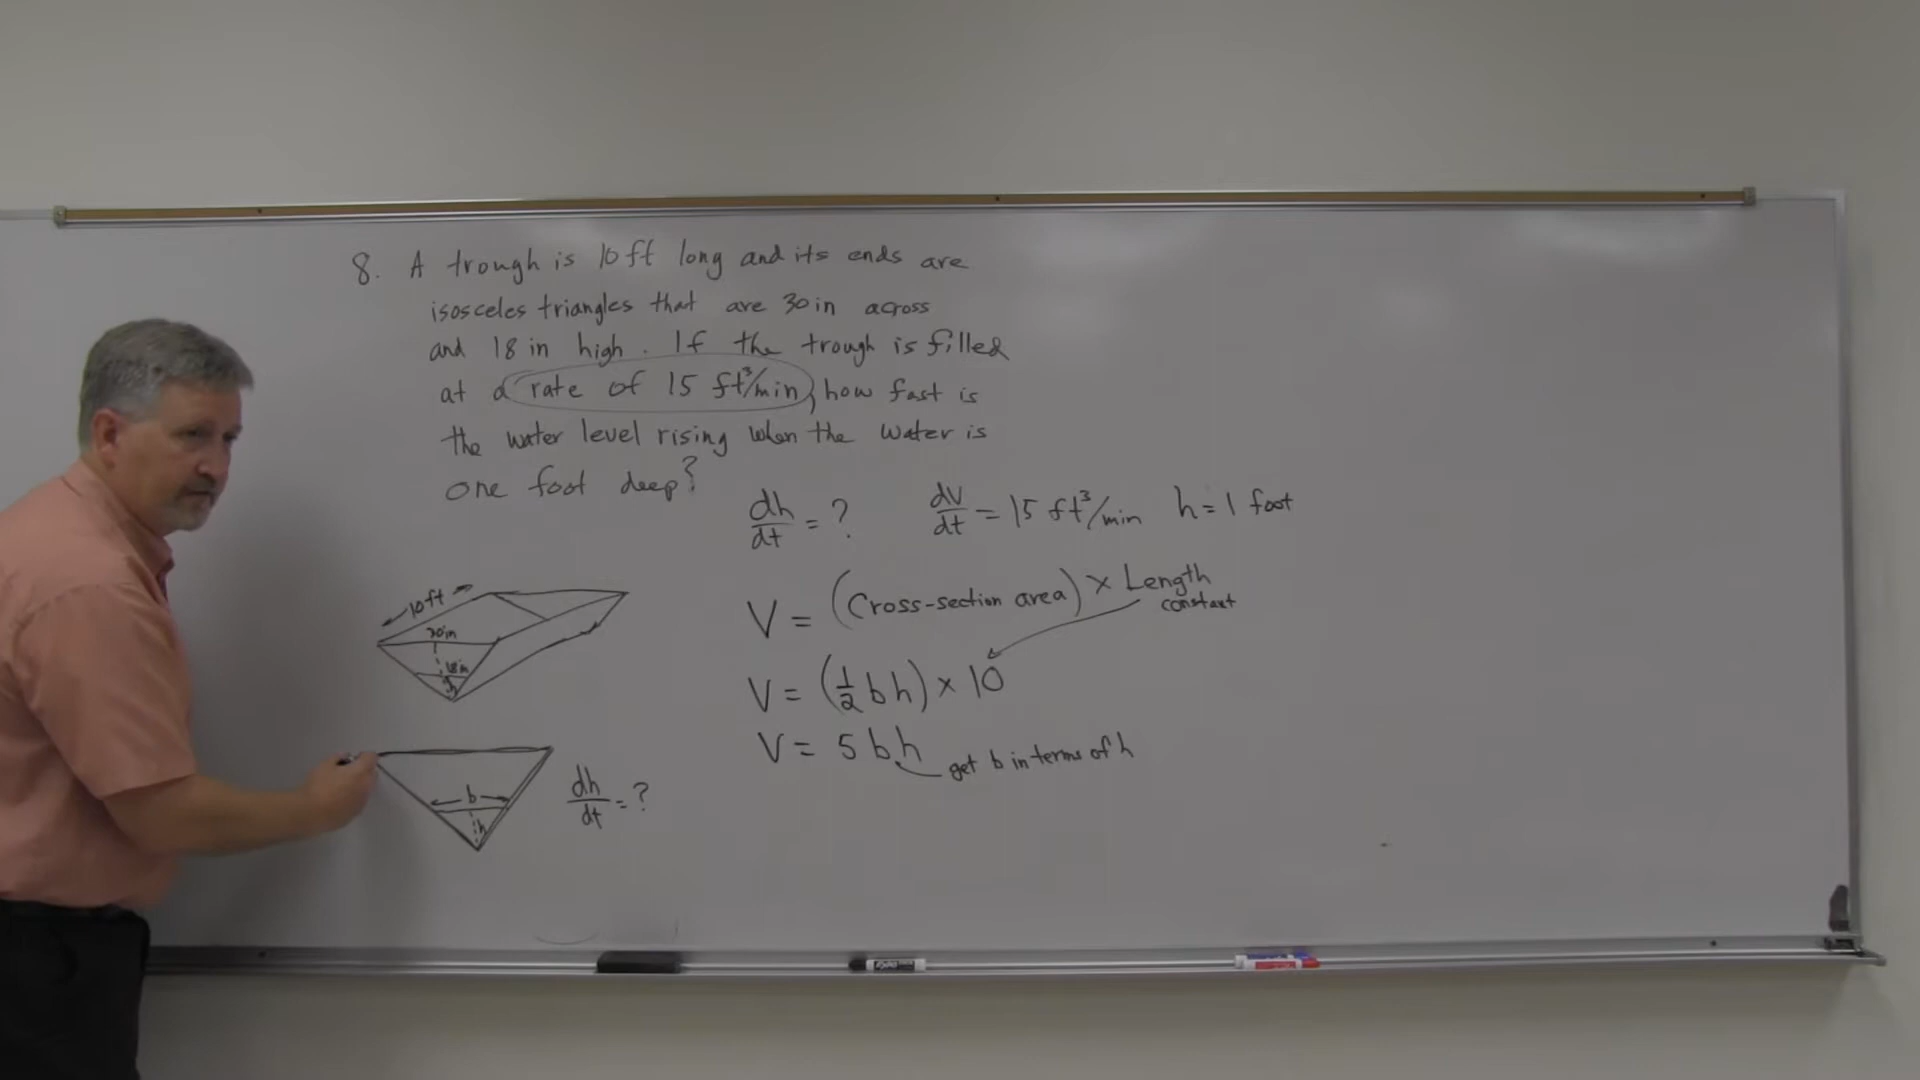 8. A trough is 10 ft long and its ends are
isosceles triangles that are 30 in across
and 18 in high. If the trough is filled
at a rate of 15 ft³/min, how fast is
the water level rising when the water is
one foot deep?
dh/dt = ? dV/dt = 15 ft³/min h = 1 foot
V = (Cross-section area) × Length
constant
V = (1/2 b h) × 10
V = 5 b h
get b in terms of h
10 ft
30 in
18 in
h
b
h
dh/dt = ?
EXPO